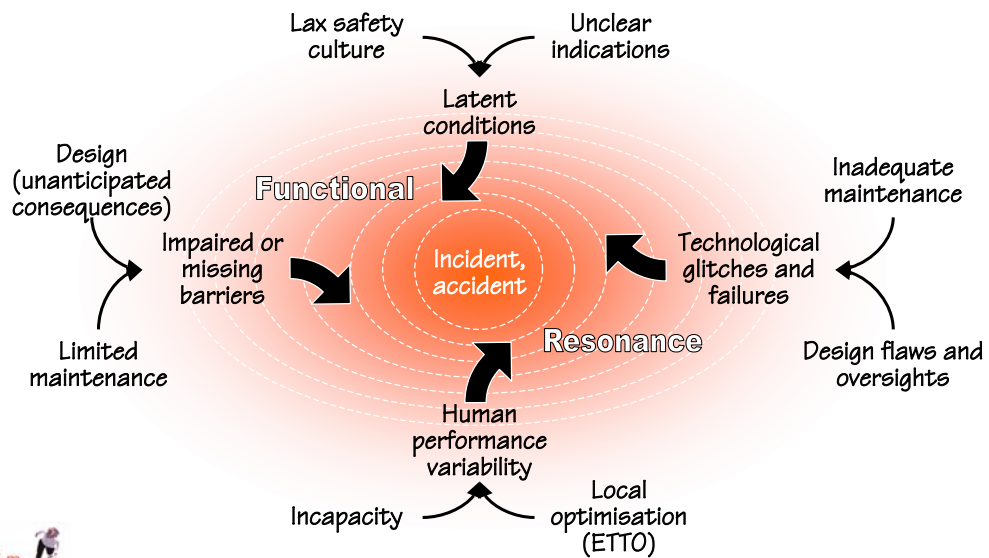 Lax safety
culture
Unclear
indications
Latent
conditions
Design
(unanticipated
consequences)
Functional
Inadequate
maintenance
Impaired or
missing
barriers
Incident,
accident
Technological
glitches and
failures
Resonance
Limited
maintenance
Design flaws and
oversights
Human
performance
variability
Incapacity
Local
optimisation
(ETTO)